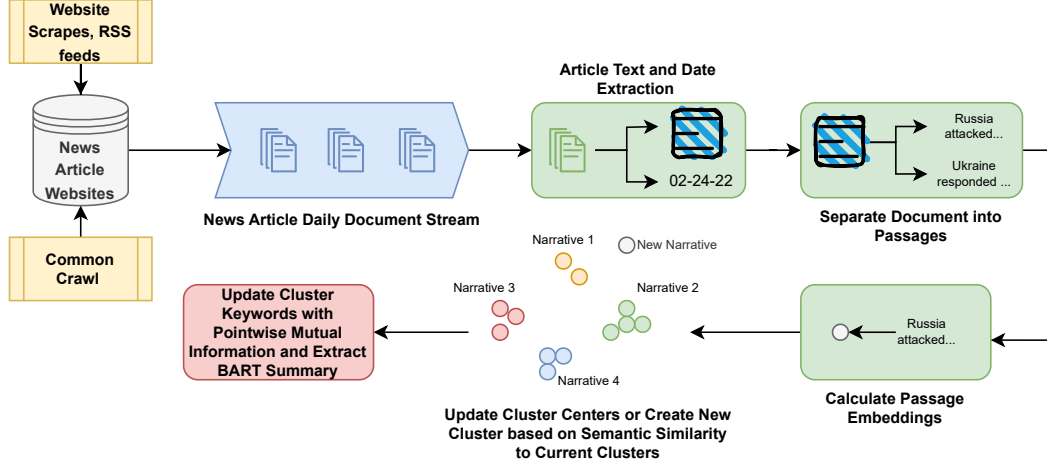 Website
Scrapes, RSS
feeds
News
Article
Websites
Common
Crawl
News Article Daily Document Stream
Article Text and Date
Extraction
02-24-22
Russia
attacked...
Ukraine
responded ...
Separate Document into
Passages
Russia
attacked...
Calculate Passage
Embeddings
Narrative 1
New Narrative
Narrative 3
Narrative 2
Narrative 4
Update Cluster Centers or Create New
Cluster based on Semantic Similarity
to Current Clusters
Update Cluster
Keywords with
Pointwise Mutual
Information and Extract
BART Summary